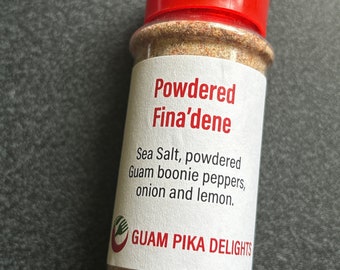 Powdered
Fina'dene
Sea Salt, powdered
Guam boonie peppers,
onion and lemon.
GUAM PIKA DELIGHTS